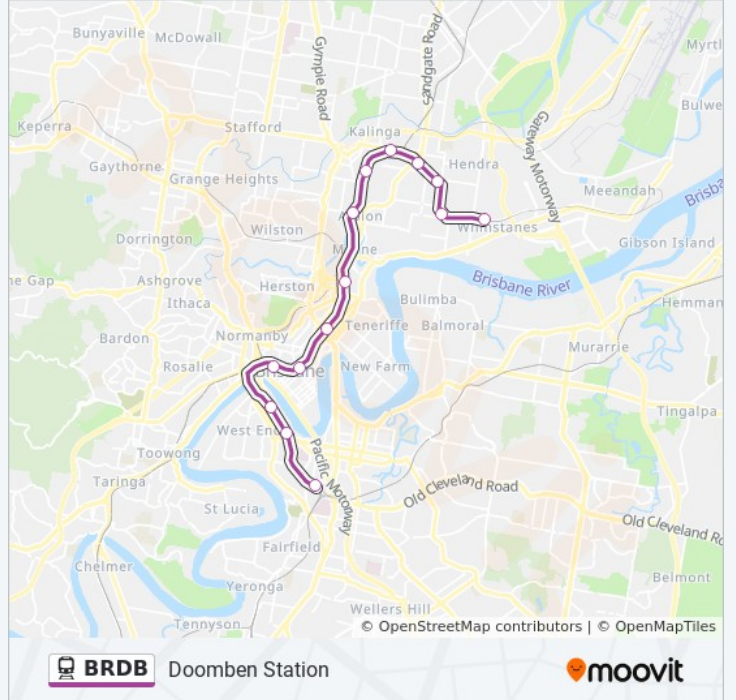 Bunyaville
McDowall
Gympie Road
Sandgate Road
Myrtl
Bulwe
Keperra
Stafford
Kalinga
Gateway Motorway
Gaythorne
Grange Heights
Hendra
Meeandah
Brisba
Dorrington
Wilston
Albion
Whinstanes
Gibson Island
Mayne
he Gap
Ashgrove
Herston
Brisbane River
Hemman
Ithaca
Bulimba
Bardon
Normanby
Teneriffe
Balmoral
Murarrie
Rosalie
Brisbane
New Farm
Tingalpa
West End
Toowong
Pacific Motorway
Taringa
Old Cleveland Road
St Lucia
Old Cleveland Ro
Fairfield
Chelmer
Yeronga
Belmont
Wellers Hill
Tennyson
© OpenStreetMap contributors | © OpenMapTiles
BRDB Doomben Station moovit